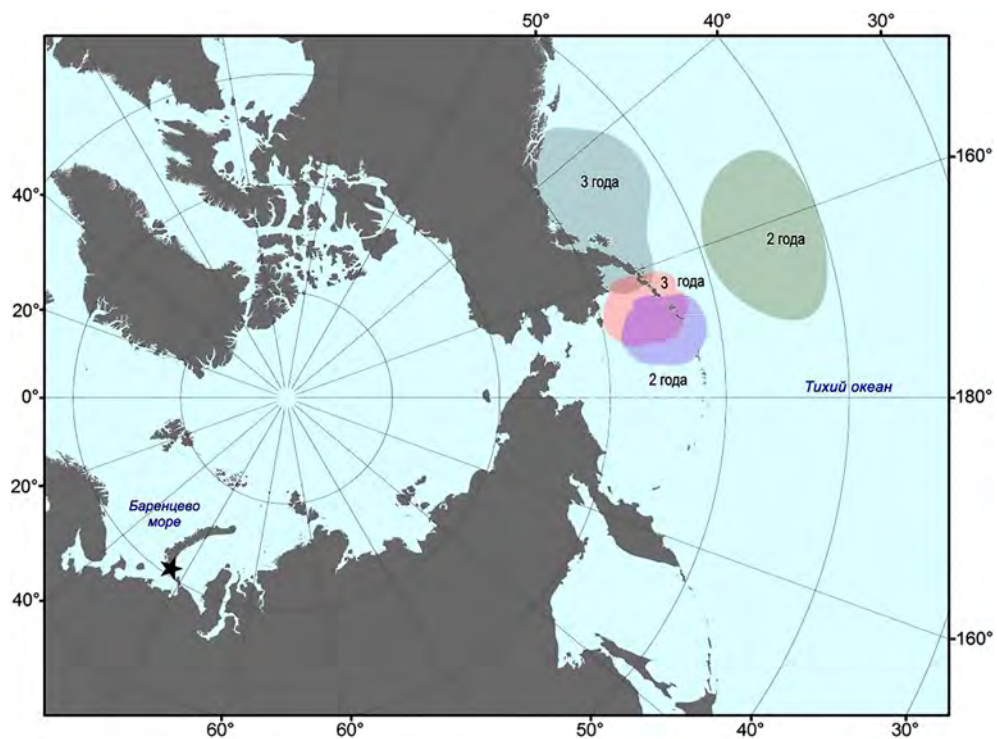 50°
40°
30°
160°
40°
3 года
2 года
3 года
20°
2 года
Тихий океан
0°
180°
20°
Баренцево
море
40°
160°
60°
60°
50°
40°
30°